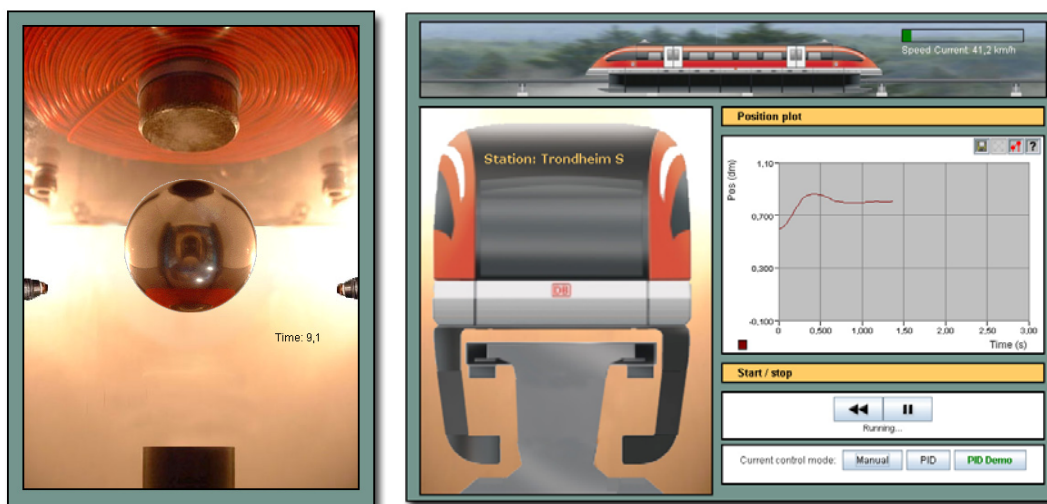 Time: 9,1
Speed Current: 41,2 km/h
Station: Trondheim S
DB
Position plot
?
Pos (dm)
1,10
0,700
0,300
-0,100
0
0,500
1,000
1,50
2,00
2,50
3,00
Time (s)
Start / stop
Running...
Current control mode:
Manual
PID
PID Demo